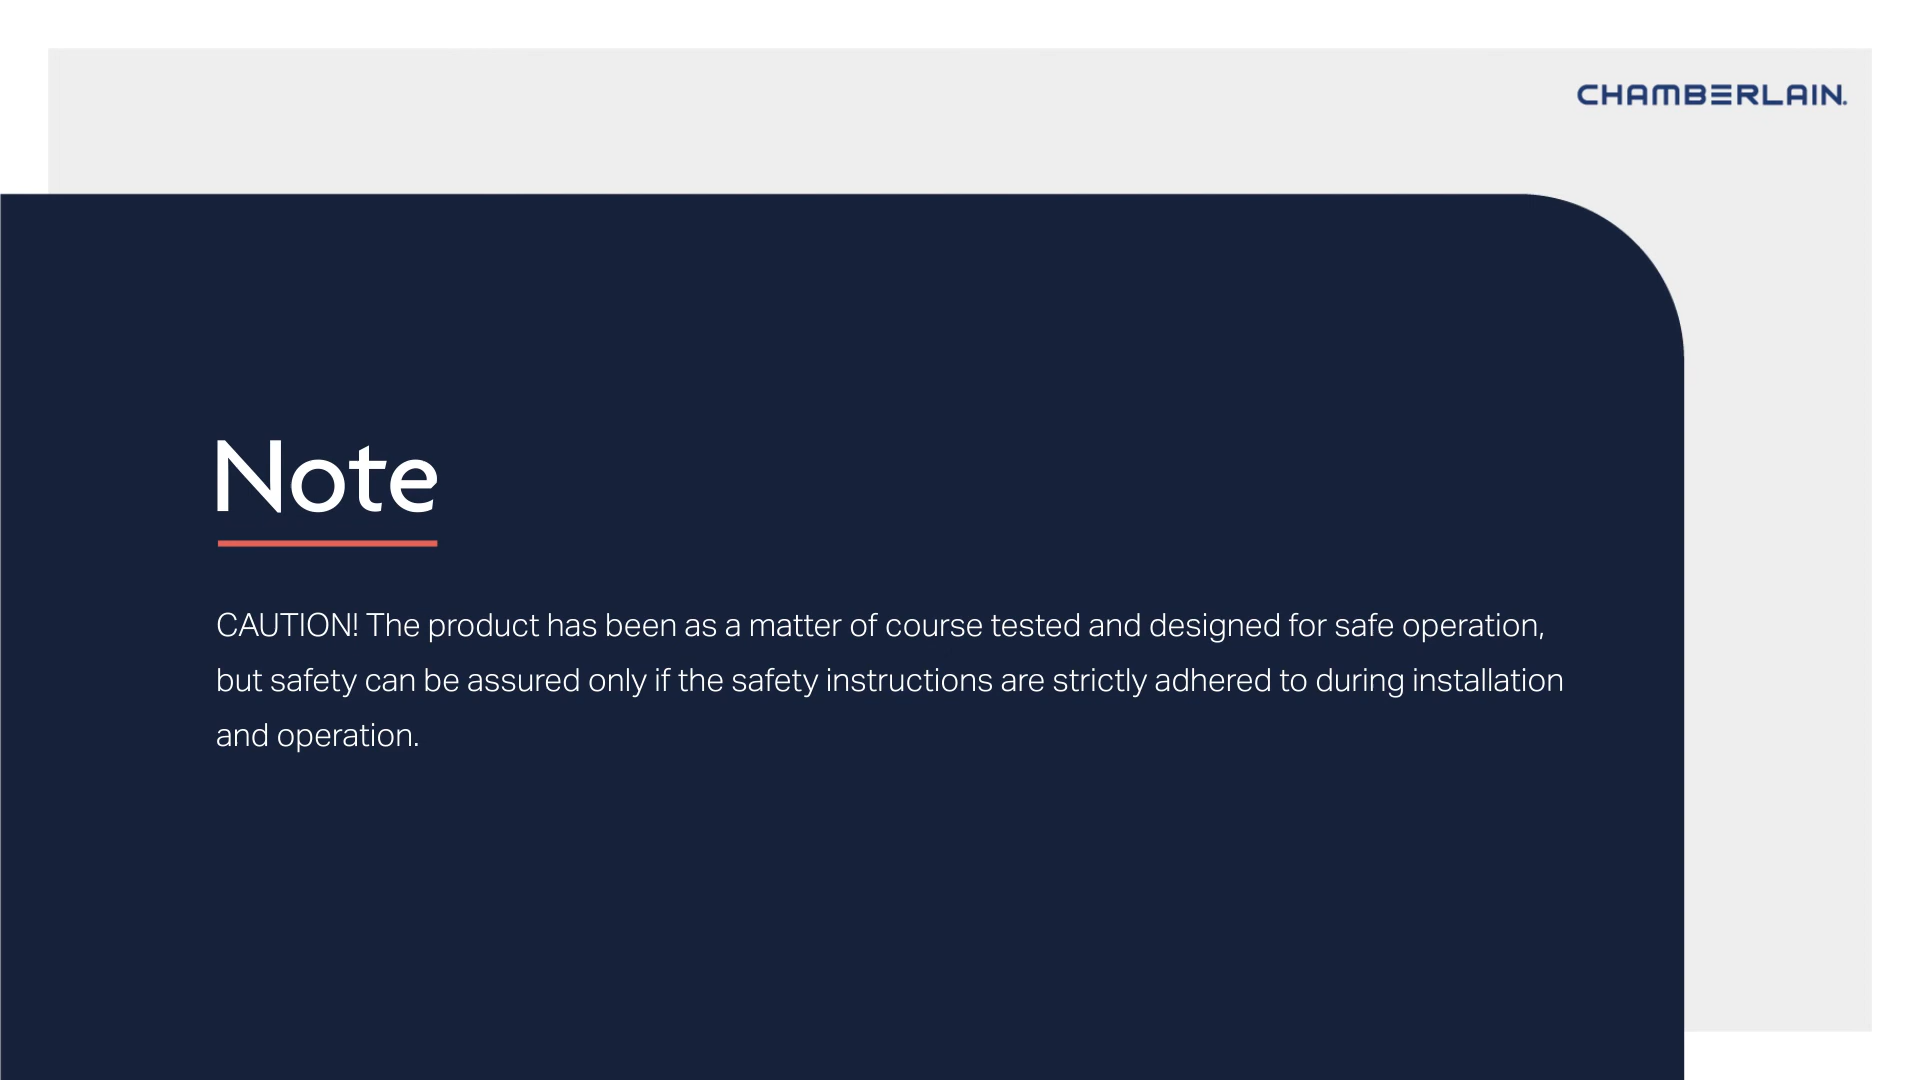 CHAMBERLAIN.
Note
CAUTION! The product has been as a matter of course tested and designed for safe operation,
but safety can be assured only if the safety instructions are strictly adhered to during installation
and operation.